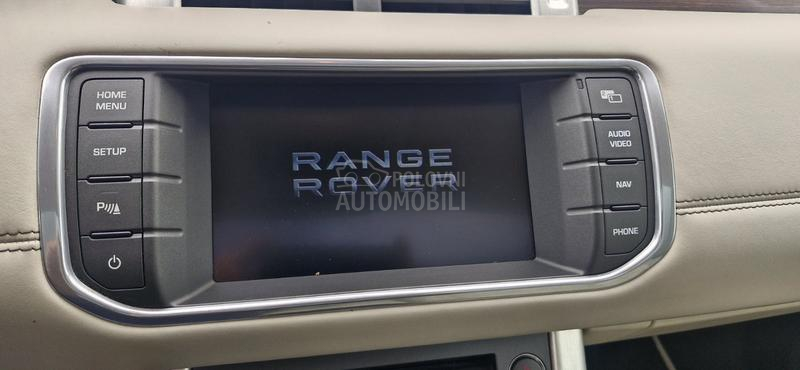 HOME
MENU
SETUP
P
RANGE
ROVER
POLOVNI
AUTOMOBILI
AUDIO
VIDEO
NAV
PHONE